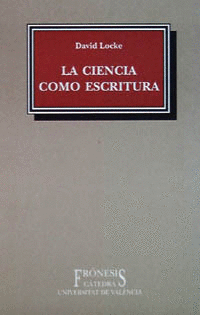 David Locke
LA CIENCIA
COMO ESCRITURA
FRÓNESIS
CÁTEDRA
UNIVERSITAT DE VALÈNCIA